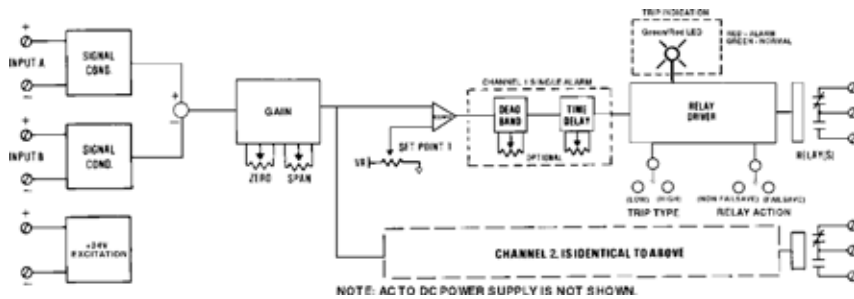 TRIP INDICATION
Green/Red LED
RED - ALARM
GREEN - NORMAL
+
INPUT A
−
SIGNAL
COND.
+
−
GAIN
ZERO
SPAN
CHANNEL 1 SINGLE ALARM
DEAD
BAND
TIME
DELAY
OPTIONAL
SET POINT 1
VR
RELAY
DRIVER
RELAY(S)
(LOW)
(HIGH)
TRIP TYPE
(NON FAILSAVE)
(FAILSAVE)
RELAY ACTION
+
INPUT B
−
SIGNAL
COND.
+
−
+24V
EXCITATION
CHANNEL 2, IS IDENTICAL TO ABOVE
NOTE: AC TO DC POWER SUPPLY IS NOT SHOWN.